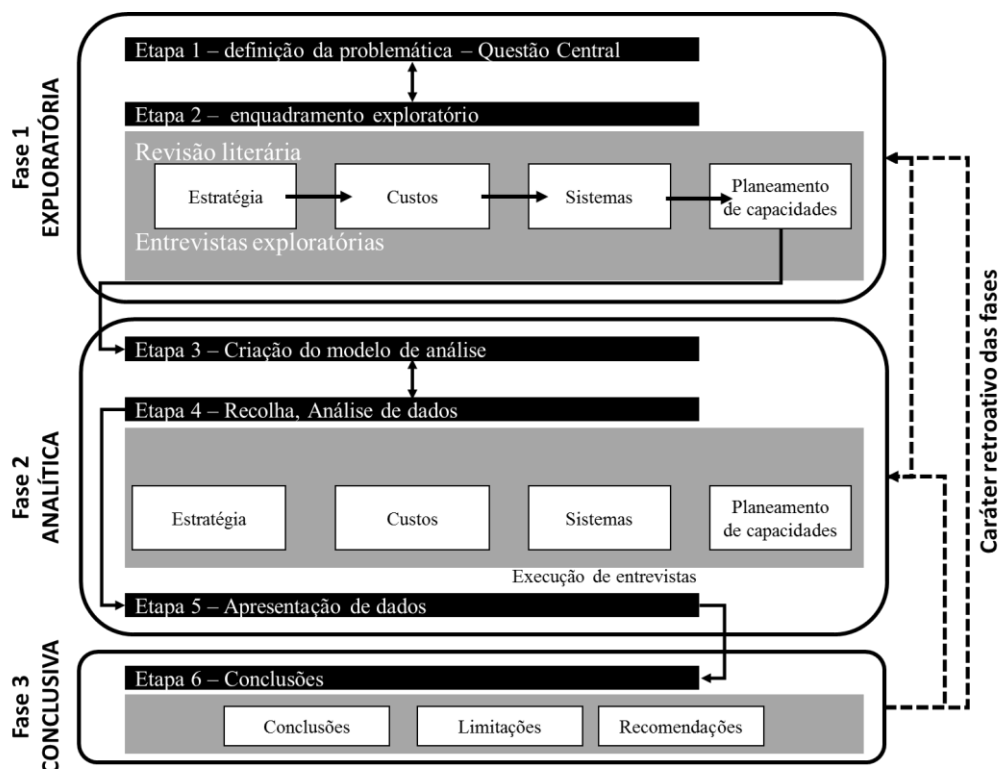 Fase 1
EXPLORATÓRIA
Etapa 1 – definição da problemática – Questão Central
Etapa 2 – enquadramento exploratório
Revisão literária
Estratégia
Custos
Sistemas
Planeamento
de capacidades
Entrevistas exploratórias
Fase 2
ANALÍTICA
Etapa 3 – Criação do modelo de análise
Etapa 4 – Recolha, Análise de dados
Estratégia
Custos
Sistemas
Planeamento
de capacidades
Execução de entrevistas
Etapa 5 – Apresentação de dados
Fase 3
CONCLUSIVA
Etapa 6 – Conclusões
Conclusões
Limitações
Recomendações
Caráter retroativo das fases